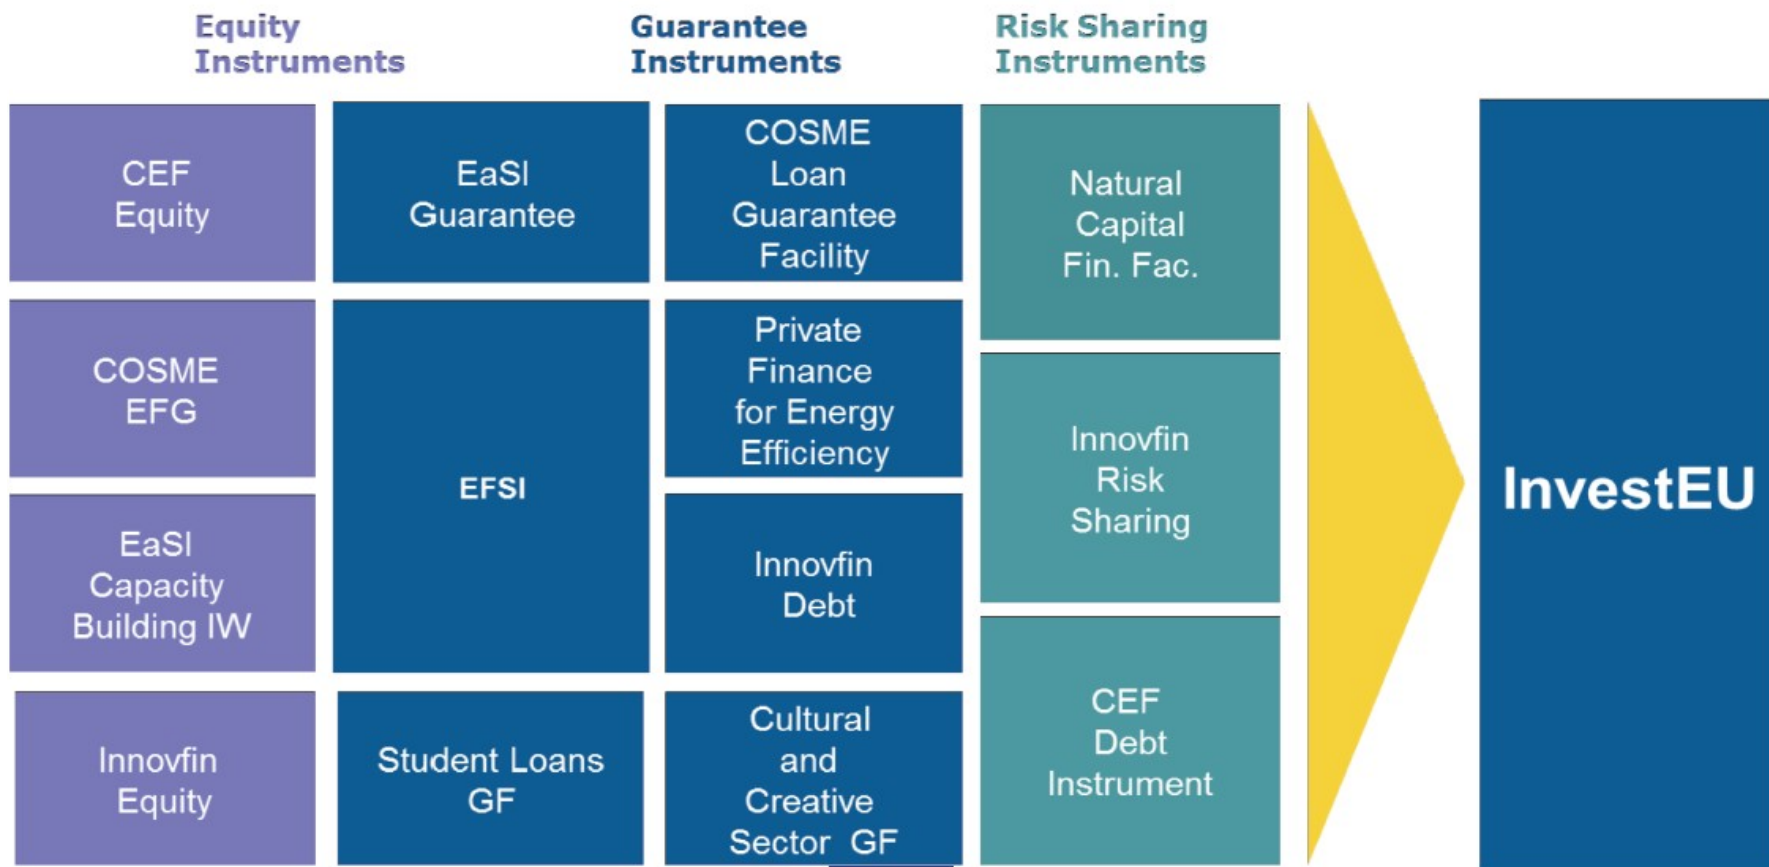 Equity
Instruments
Guarantee
Instruments
Risk Sharing
Instruments
CEF
Equity
COSME
EFG
EaSI
Capacity
Building IW
Innovfin
Equity
EaSI
Guarantee
EFSI
Student Loans
GF
COSME
Loan
Guarantee
Facility
Private
Finance
for Energy
Efficiency
Innovfin
Debt
Cultural
and
Creative
Sector GF
Natural
Capital
Fin. Fac.
Innovfin
Risk
Sharing
CEF
Debt
Instrument
InvestEU